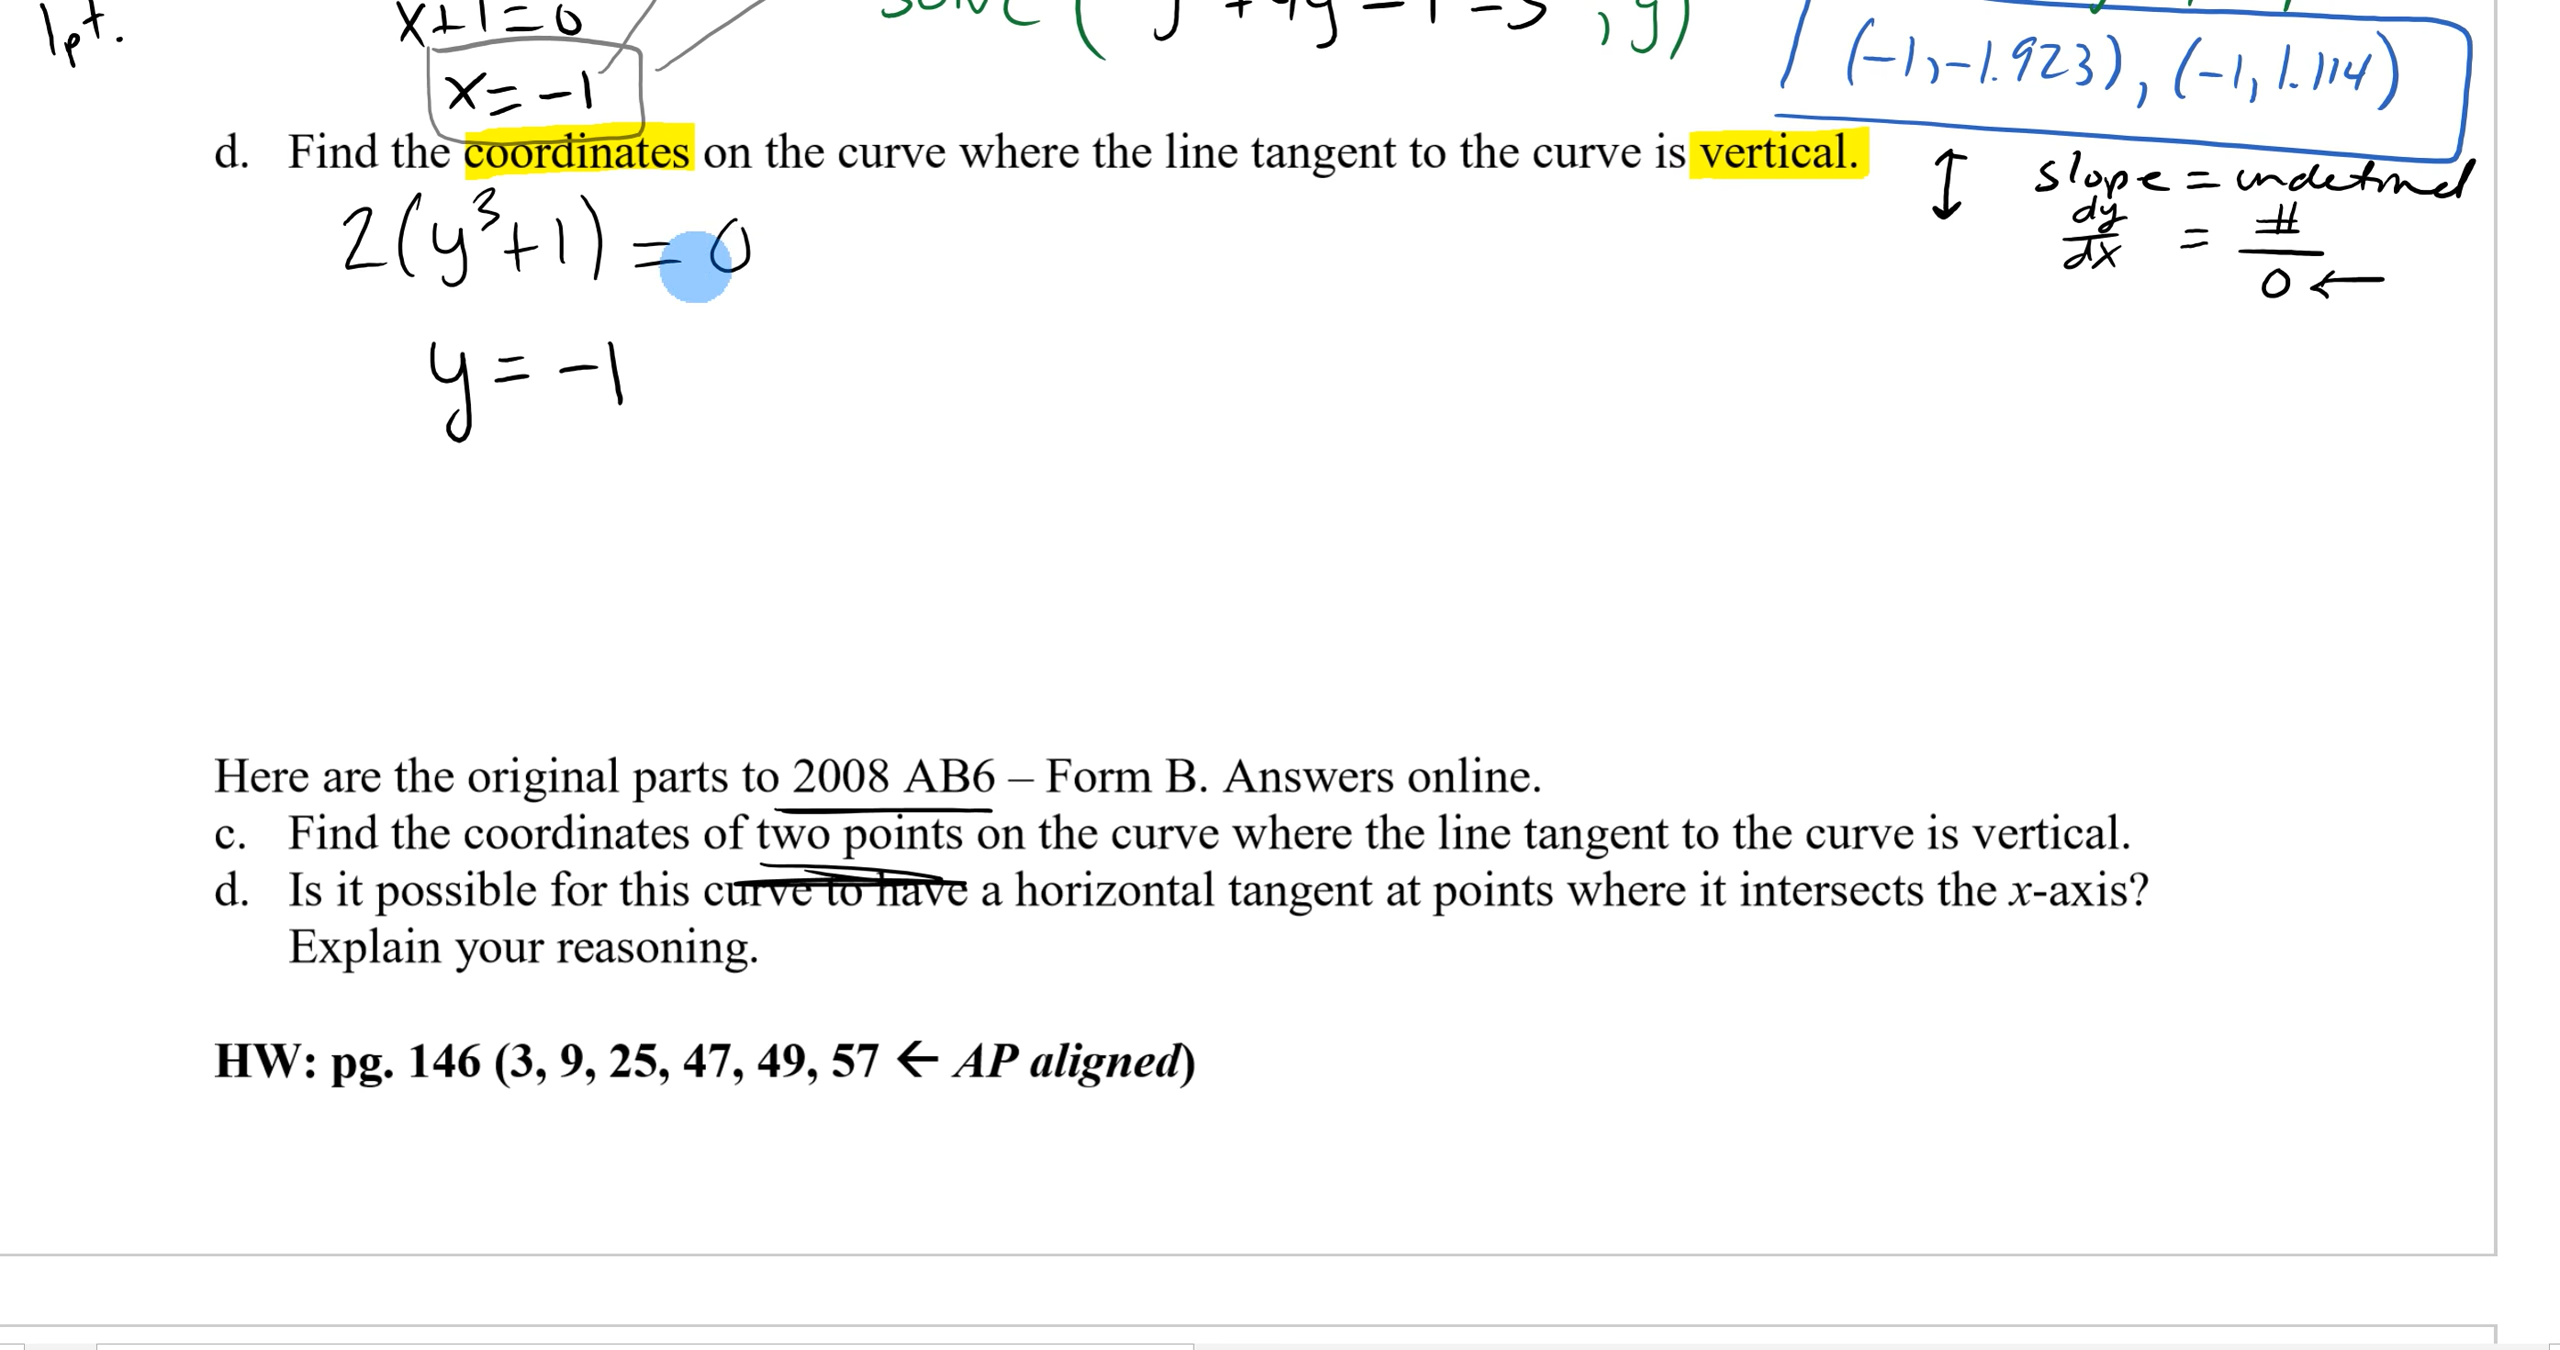 1pt.
x+1=0
x=-1
(-1,-1.923), (-1, 1.114)
d. Find the coordinates on the curve where the line tangent to the curve is vertical.
slope = undefined
dy/dx = #/0 ←
2(y³+1) = 0
y = -1
Here are the original parts to 2008 AB6 – Form B. Answers online.
c. Find the coordinates of two points on the curve where the line tangent to the curve is vertical.
d. Is it possible for this curve to have a horizontal tangent at points where it intersects the x-axis?
Explain your reasoning.
HW: pg. 146 (3, 9, 25, 47, 49, 57 ← AP aligned)